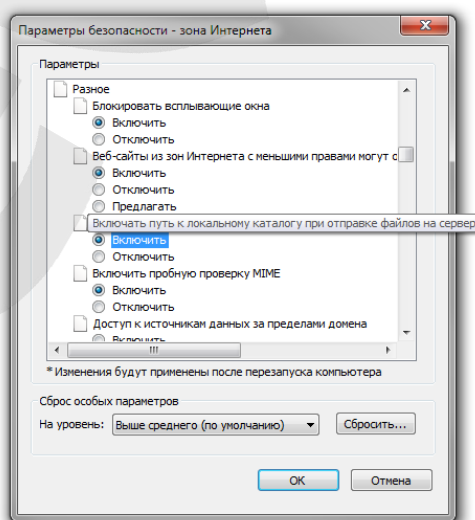 Параметры безопасности - зона Интернета
Параметры
Разное
Блокировать всплывающие окна
Включить
Отключить
Веб-сайты из зон Интернета с меньшими правами могут
Включить
Отключить
Предлагать
Включать путь к локальному каталогу при отправке файлов на сервер
Включить
Отключить
Включить пробную проверку MIME
Включить
Отключить
Доступ к источникам данных за пределами домена
Включить
* Изменения будут применены после перезапуска компьютера
Сброс особых параметров
На уровень: Выше среднего (по умолчанию) Сбросить...
OK Отмена